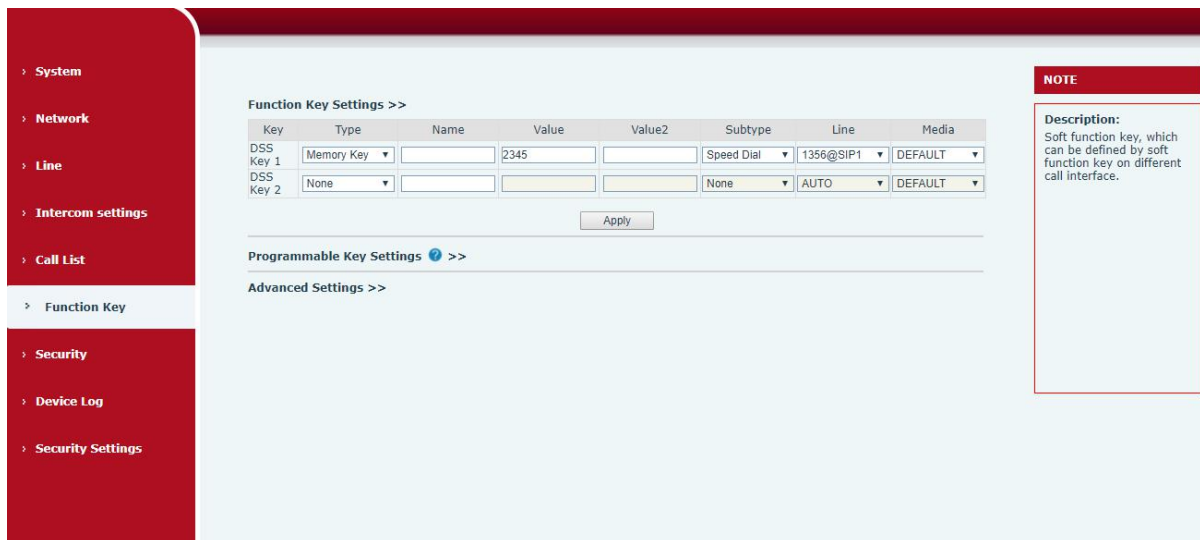 System
Network
Line
Intercom settings
Call List
Function Key
Security
Device Log
Security Settings
Function Key Settings >>
Key Type Name Value Value2 Subtype Line Media
DSS Key 1 Memory Key 2345 Speed Dial 1356@SIP1 DEFAULT
DSS Key 2 None None AUTO DEFAULT
Apply
Programmable Key Settings ? >>
Advanced Settings >>
NOTE
Description:
Soft function key, which
can be defined by soft
function key on different
call interface.